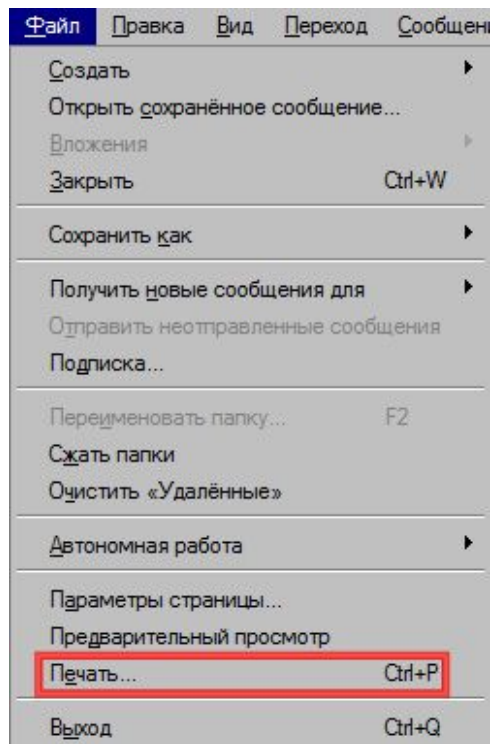 Файл Правка Вид Переход Сообщен
Создать
Открыть сохранённое сообщение...
Вложения
Закрыть Ctrl+W
Сохранить как
Получить новые сообщения для
Отправить неотправленные сообщения
Подписка...
Переименовать папку... F2
Сжать папки
Очистить «Удалённые»
Автономная работа
Параметры страницы...
Предварительный просмотр
Печать... Ctrl+P
Выход Ctrl+Q